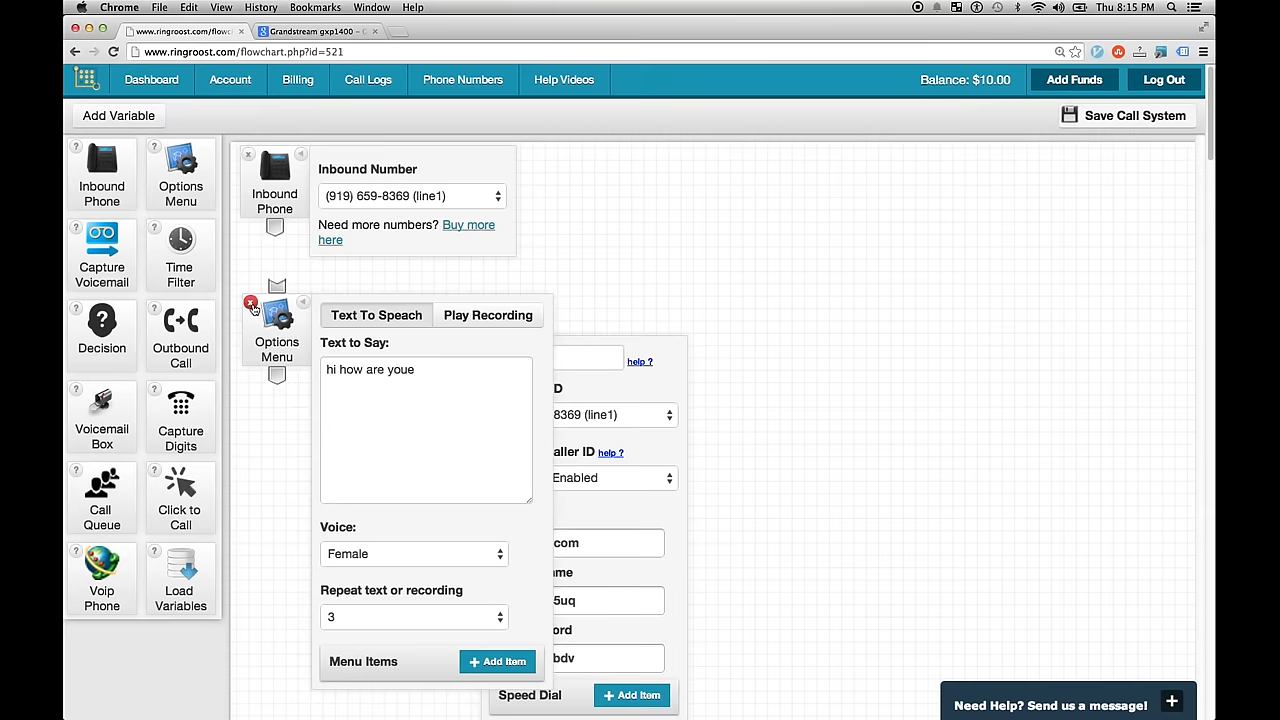 Chrome File Edit View History Bookmarks Window Help Thu 8:15 PM
www.ringroost.com/flowc Grandstream gxp1400 -
www.ringroost.com/flowchart.php?id=521
Dashboard Account Billing Call Logs Phone Numbers Help Videos Balance: $10.00 Add Funds Log Out
Add Variable Save Call System
Inbound Phone
Options Menu
Capture Voicemail
Time Filter
Decision
Outbound Call
Voicemail Box
Capture Digits
Call Queue
Click to Call
Voip Phone
Load Variables
Inbound Phone
Inbound Number
(919) 659-8369 (line1)
Need more numbers? Buy more
here
Options Menu
Text To Speach Play Recording
Text to Say:
hi how are youe
Voice:
Female
Repeat text or recording
3
Menu Items + Add Item
help ?
D
8369 (line1)
aller ID help ?
Enabled
com
me
5uq
ord
bdv
Speed Dial + Add Item
Need Help? Send us a message! +